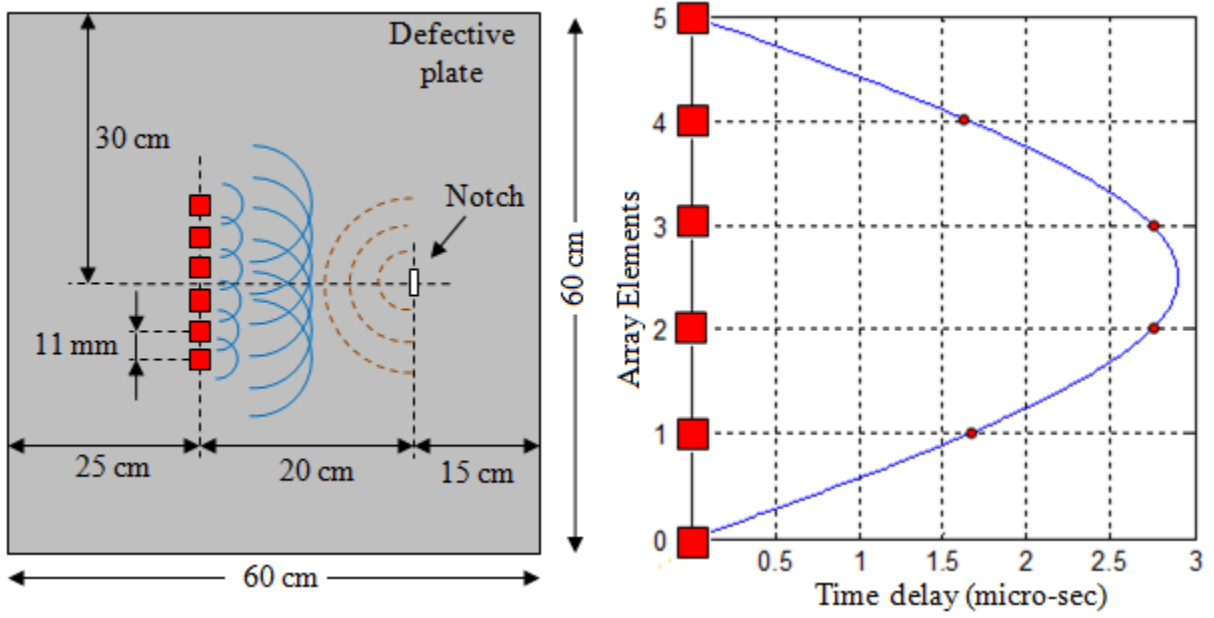 Defective
plate
30 cm
Notch
11 mm
25 cm
20 cm
15 cm
60 cm
60 cm
Array Elements
5
4
3
2
1
0
0.5
1
1.5
2
2.5
3
Time delay (micro-sec)